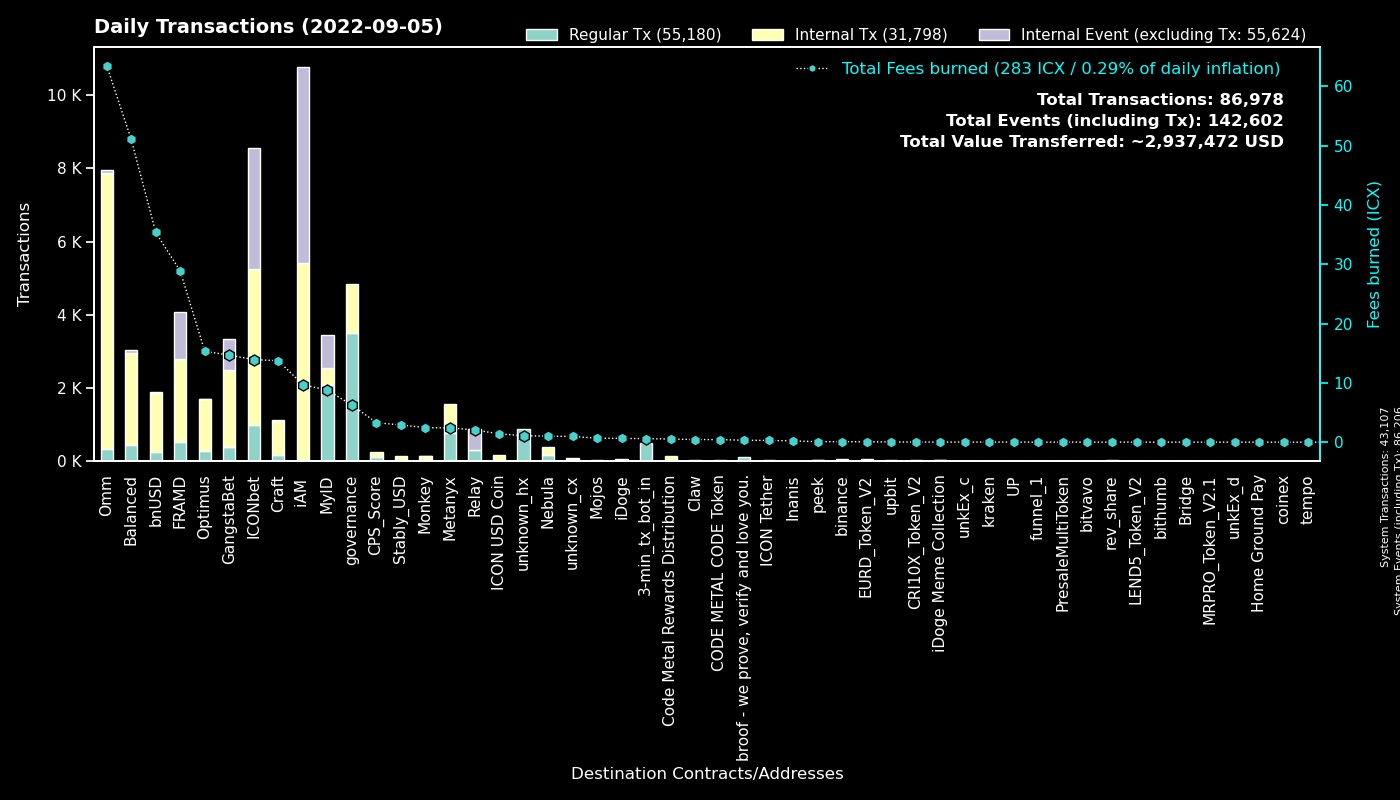 Daily Transactions (2022-09-05)
Regular Tx (55,180)
Internal Tx (31,798)
Internal Event (excluding Tx: 55,624)
Total Fees burned (283 ICX / 0.29% of daily inflation)
Total Transactions: 86,978
Total Events (including Tx): 142,602
Total Value Transferred: ~2,937,472 USD
Transactions
10 K
8 K
6 K
4 K
2 K
0 K
60
50
40
30
20
10
0
Fees burned (ICX)
System Transactions: 43,107
System Events (including Tx): 86,206
Omm
Balanced
bnUSD
FRAMD
Optimus
GangstaBet
ICONbet
Craft
iAM
MyID
governance
CPS_Score
Stably_USD
Monkey
Metanyx
Relay
ICON USD Coin
unknown_hx
Nebula
unknown_cx
Mojos
iDoge
3-min_tx_bot_in
Code Metal Rewards Distribution
Claw
CODE METAL CODE Token
broof - we prove, verify and love you.
ICON Tether
Inanis
peek
binance
EURD_Token_V2
upbit
CRI10X_Token_V2
iDoge Meme Collection
unkEx_c
kraken
UP
funnel_1
PresaleMultiToken
bitvavo
rev_share
LEND5_Token_V2
bithumb
Bridge
MRPRO_Token_V2.1
unkEx_d
Home Ground Pay
coinex
tempo
Destination Contracts/Addresses